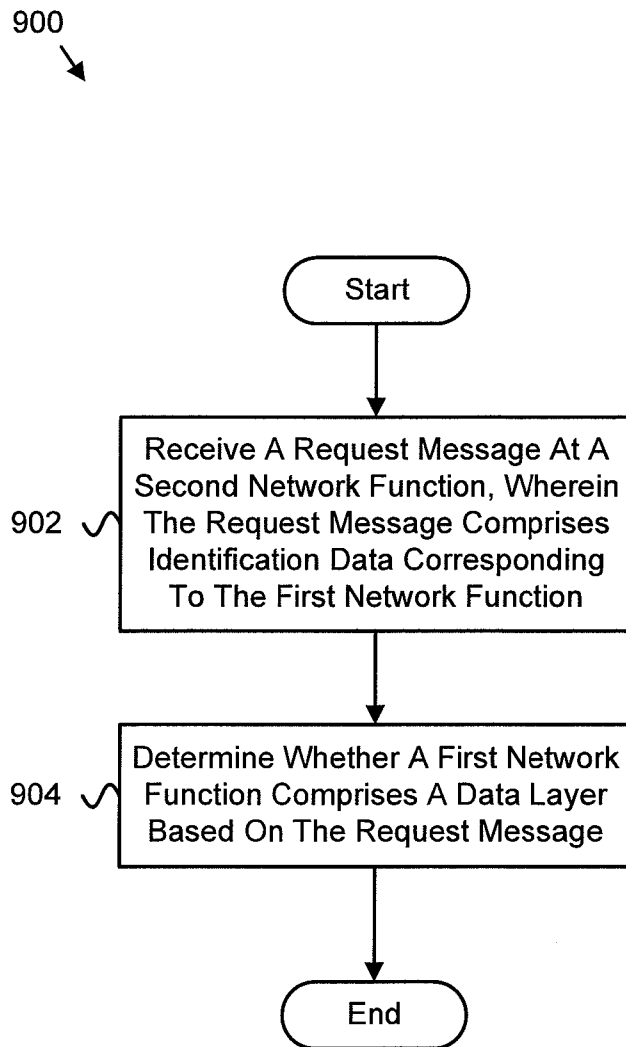 900
Start
902
Receive A Request Message At A
Second Network Function, Wherein
The Request Message Comprises
Identification Data Corresponding
To The First Network Function
904
Determine Whether A First Network
Function Comprises A Data Layer
Based On The Request Message
End